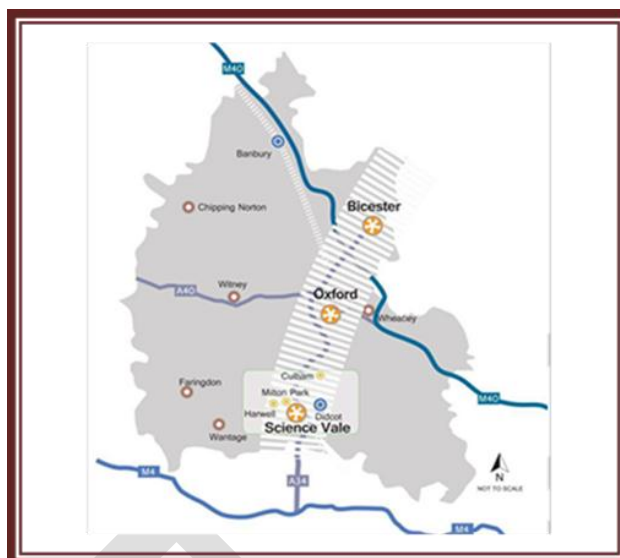 M40
Banbury
Chipping Norton
Bicester
Witney
A40
Oxford
Wheatley
Culham
Faringdon
Milton Park
Harwell
Didcot
Wantage
Science Vale
M40
N
NOT TO SCALE
M4
A34
M4